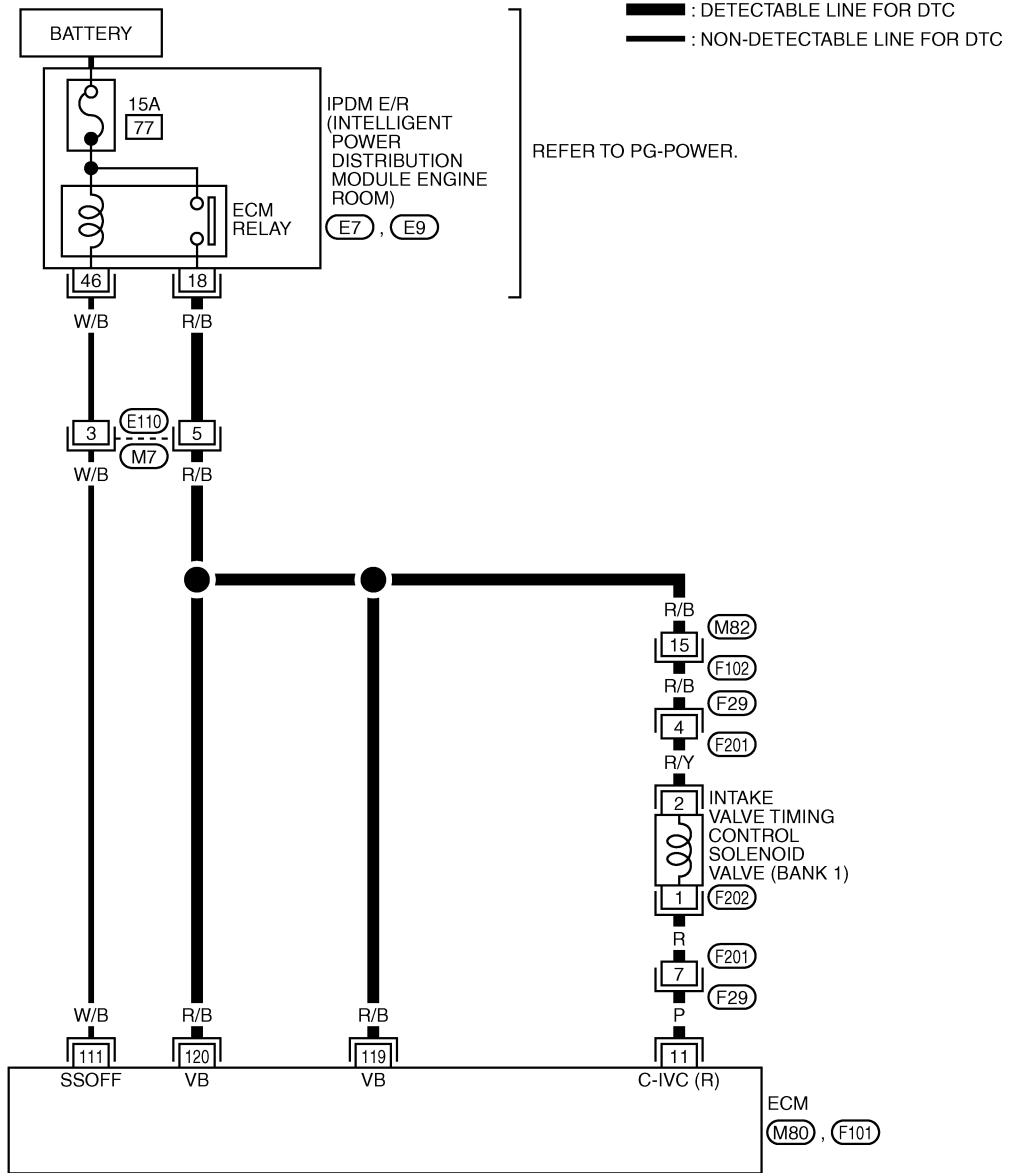 BATTERY
: DETECTABLE LINE FOR DTC
: NON-DETECTABLE LINE FOR DTC
15A
77
IPDM E/R
(INTELLIGENT
POWER
DISTRIBUTION
MODULE ENGINE
ROOM)
E7 , E9
REFER TO PG-POWER.
ECM
RELAY
46
18
W/B
R/B
3
E110
M7
5
W/B
R/B
R/B
15
M82
F102
R/B
F29
4
F201
R/Y
2
INTAKE
VALVE TIMING
CONTROL
SOLENOID
VALVE (BANK 1)
1
F202
R
F201
7
F29
W/B
R/B
R/B
P
111
120
119
11
SSOFF
VB
VB
C-IVC (R)
ECM
M80 , F101